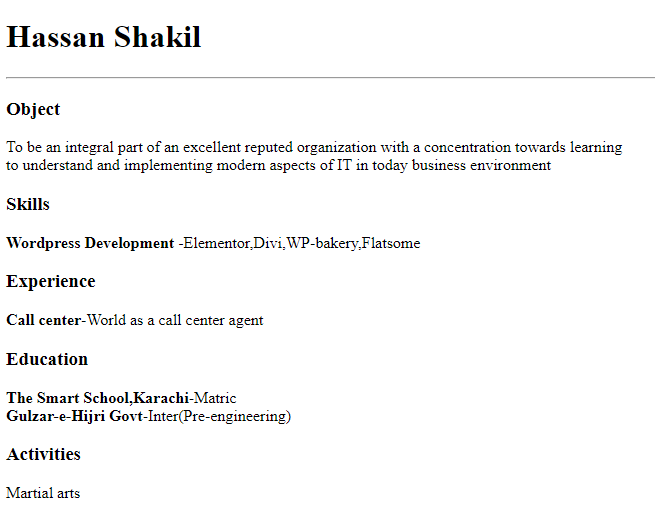 Hassan Shakil
Object
To be an integral part of an excellent reputed organization with a concentration towards learning
to understand and implementing modern aspects of IT in today business environment
Skills
Wordpress Development -Elementor,Divi,WP-bakery,Flatsome
Experience
Call center-World as a call center agent
Education
The Smart School,Karachi-Matric
Gulzar-e-Hijri Govt-Inter(Pre-engineering)
Activities
Martial arts